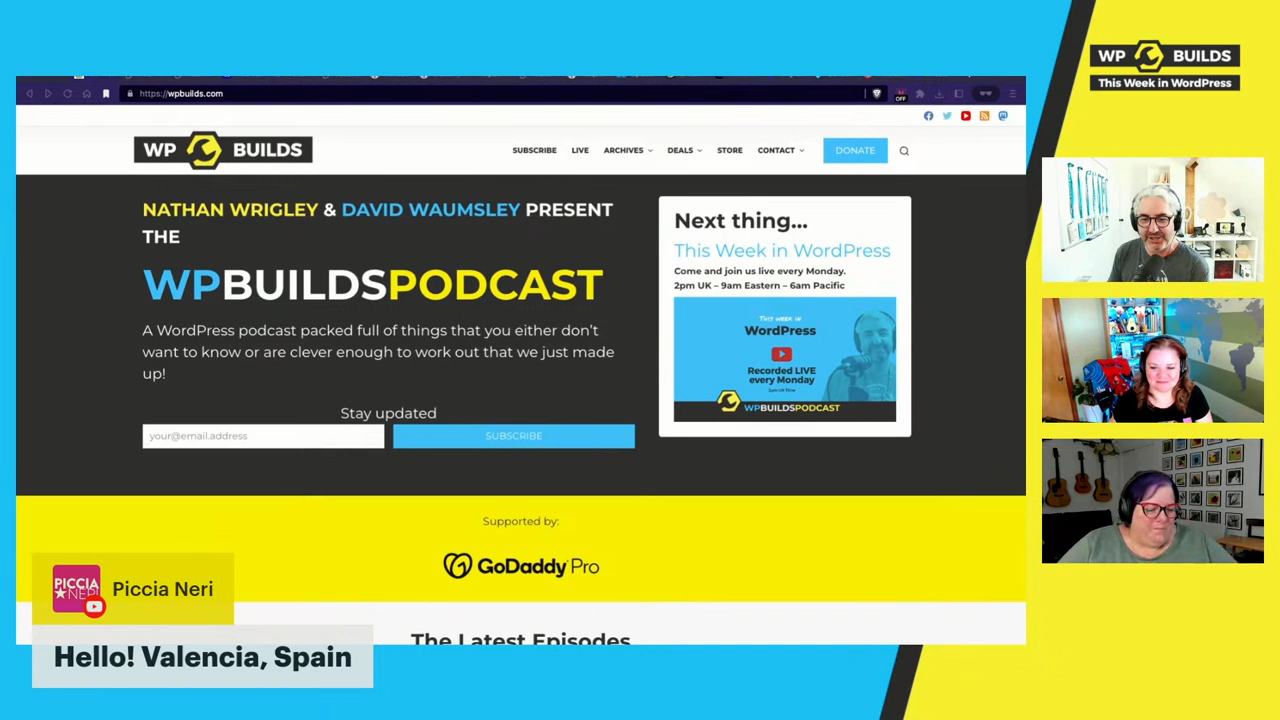 WP BUILDS
This Week in WordPress
https://wpbuilds.com
OFF
WP BUILDS
SUBSCRIBE LIVE ARCHIVES DEALS STORE CONTACT DONATE
NATHAN WRIGLEY & DAVID WAUMSLEY PRESENT
THE
WPBUILDSPODCAST
A WordPress podcast packed full of things that you either don't
want to know or are clever enough to work out that we just made
up!
Stay updated
your@email.address SUBSCRIBE
Next thing...
This Week in WordPress
Come and join us live every Monday.
2pm UK – 9am Eastern – 6am Pacific
THIS WEEK IN
WordPress
Recorded LIVE
every Monday
2pm UK Time
WPBUILDSPODCAST
Supported by:
GoDaddy Pro
The Latest Episodes
PICCIA
NERI
Piccia Neri
Hello! Valencia, Spain